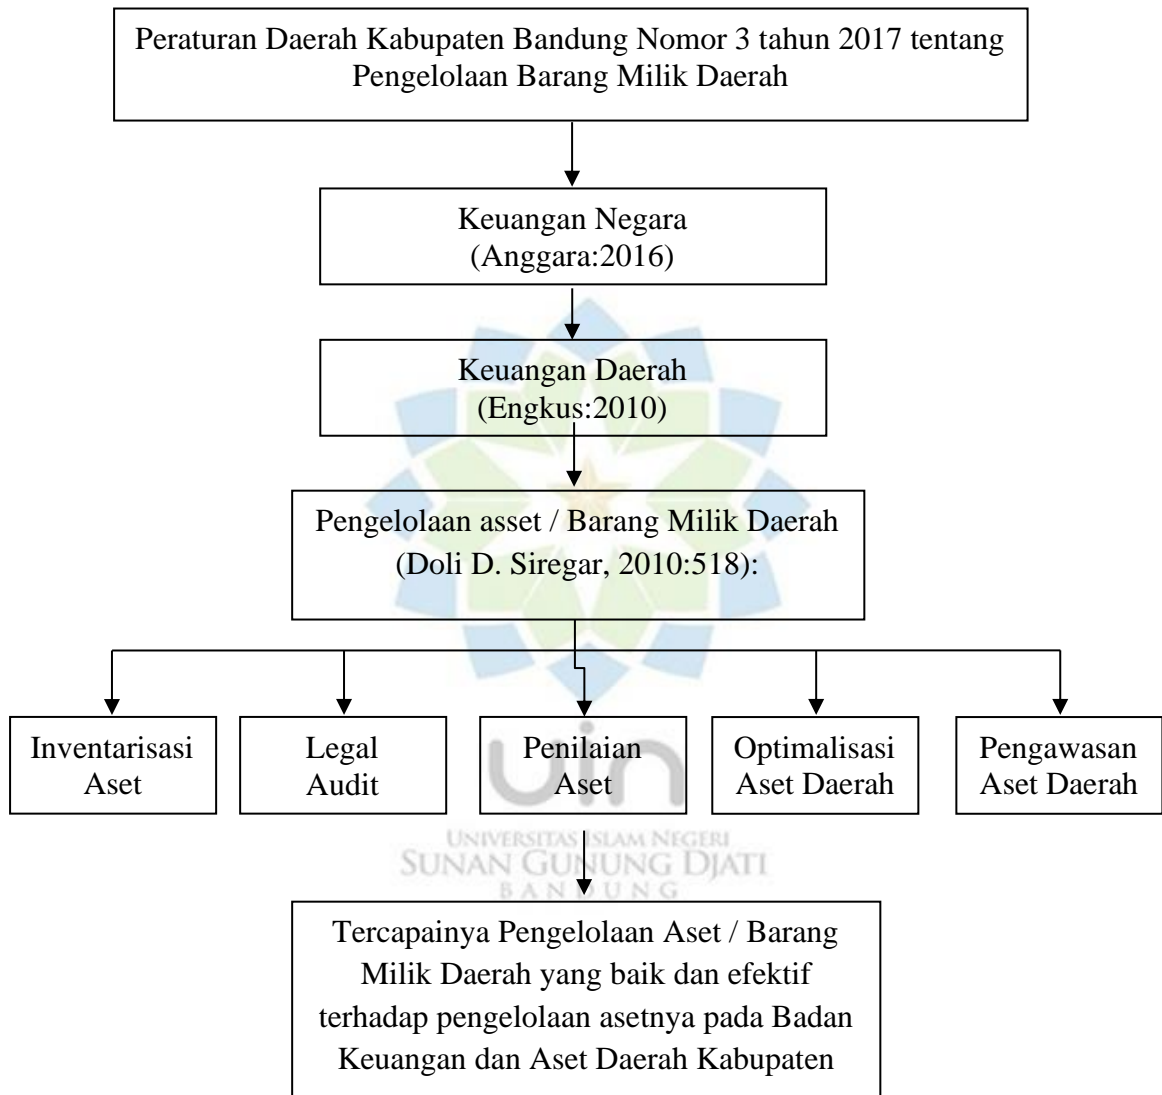 Peraturan Daerah Kabupaten Bandung Nomor 3 tahun 2017 tentang
Pengelolaan Barang Milik Daerah
Keuangan Negara
(Anggara:2016)
Keuangan Daerah
(Engkus:2010)
Pengelolaan asset / Barang Milik Daerah
(Doli D. Siregar, 2010:518):
Inventarisasi
Aset
Legal
Audit
Penilaian
Aset
Optimalisasi
Aset Daerah
Pengawasan
Aset Daerah
uin
UNIVERSITAS ISLAM NEGERI
SUNAN GUNUNG DJATI
BANDUNG
Tercapainya Pengelolaan Aset / Barang
Milik Daerah yang baik dan efektif
terhadap pengelolaan asetnya pada Badan
Keuangan dan Aset Daerah Kabupaten